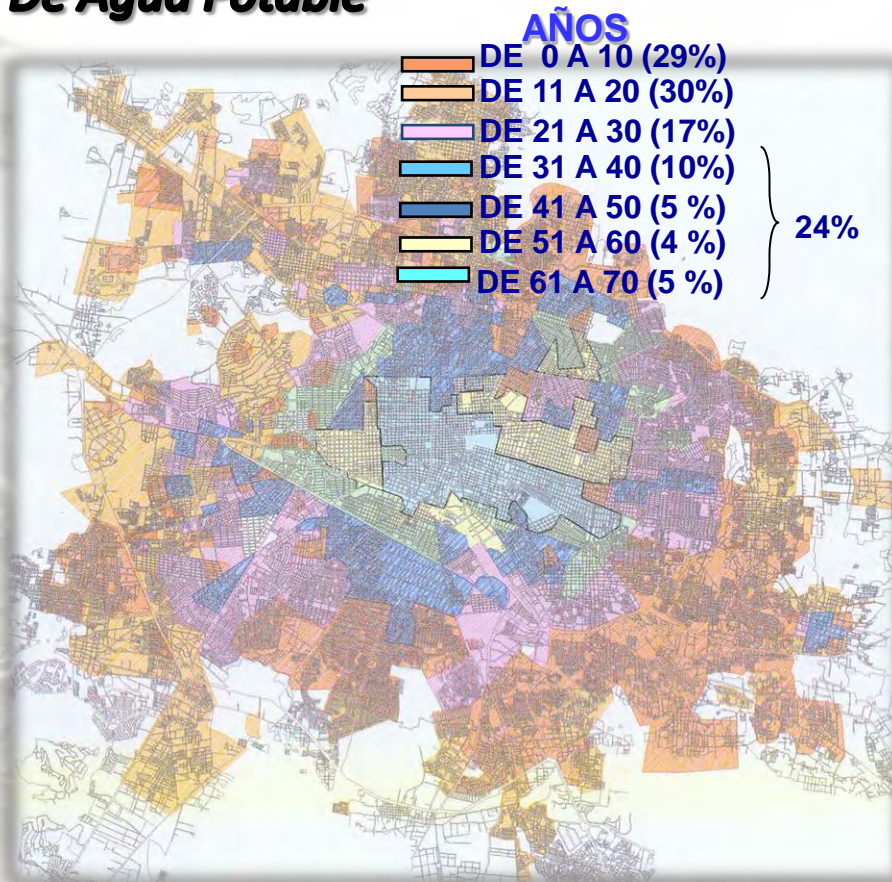 De Agua Potable
AÑOS
DE 0 A 10 (29%)
DE 11 A 20 (30%)
DE 21 A 30 (17%)
DE 31 A 40 (10%)
DE 41 A 50 (5 %)
24%
DE 51 A 60 (4 %)
DE 61 A 70 (5 %)